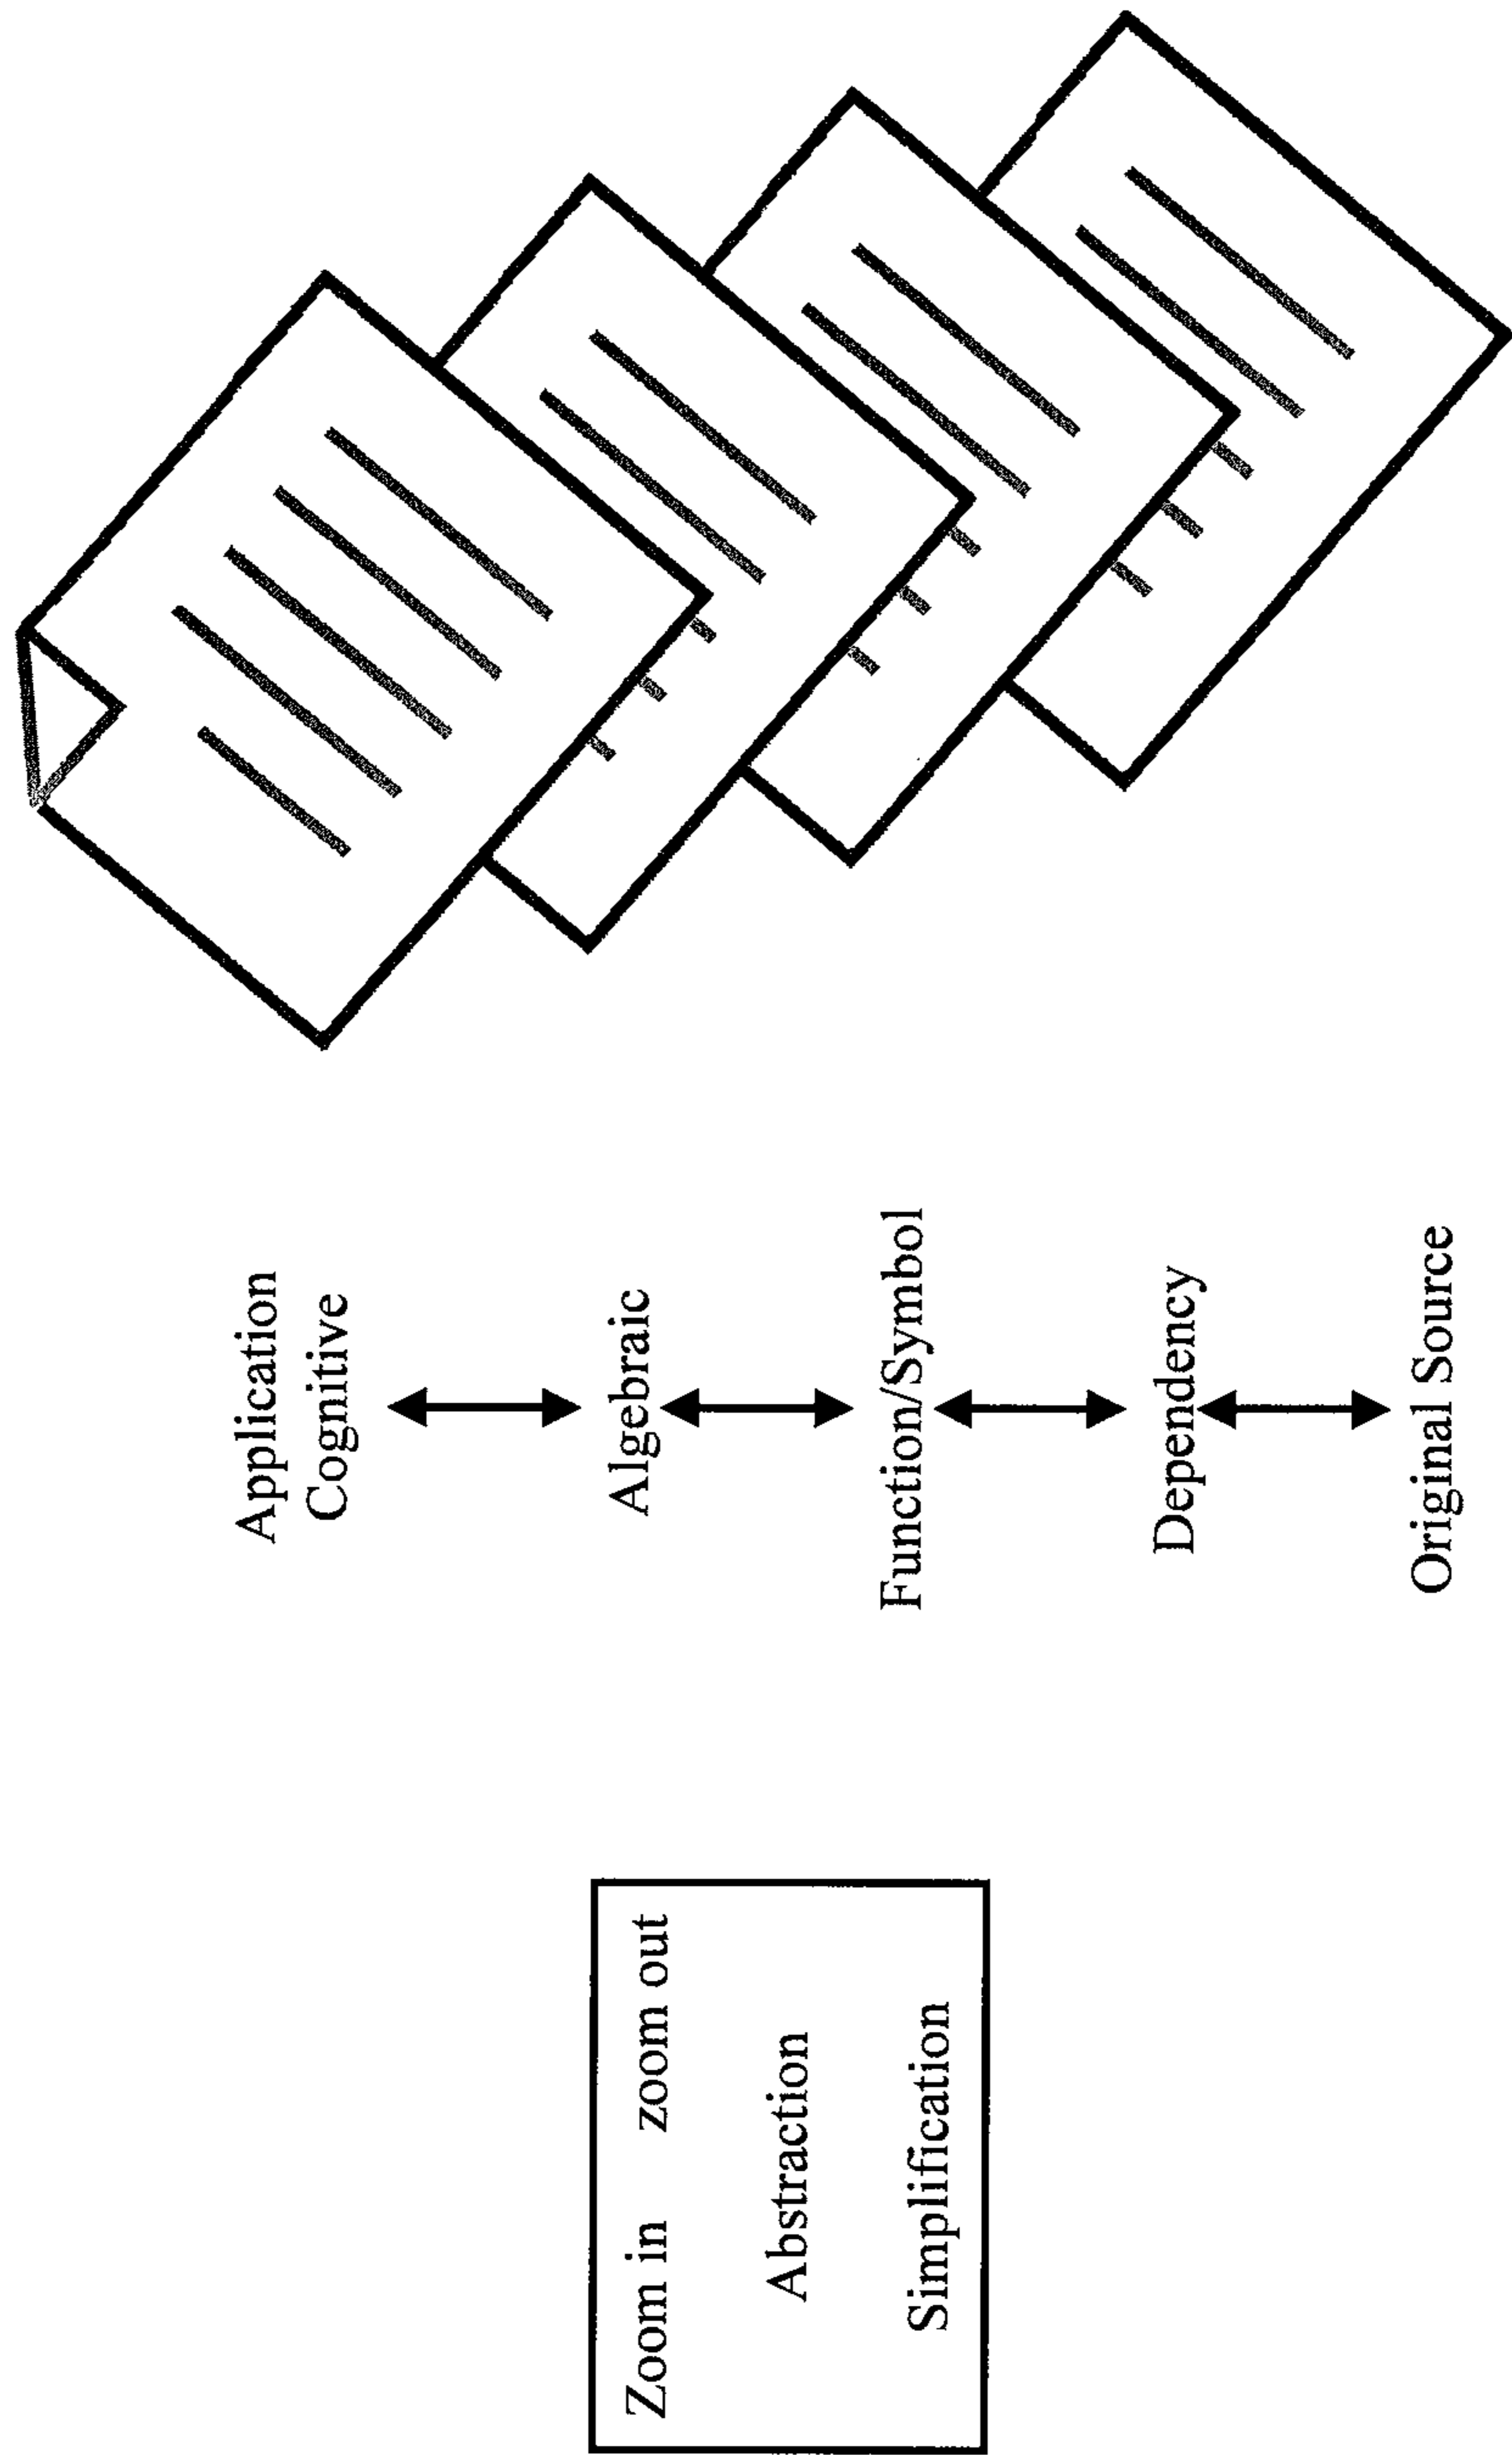 Zoom in zoom out
Abstraction
Simplification
Application
Cognitive
Algebraic
Function/Symbol
Dependency
Original Source